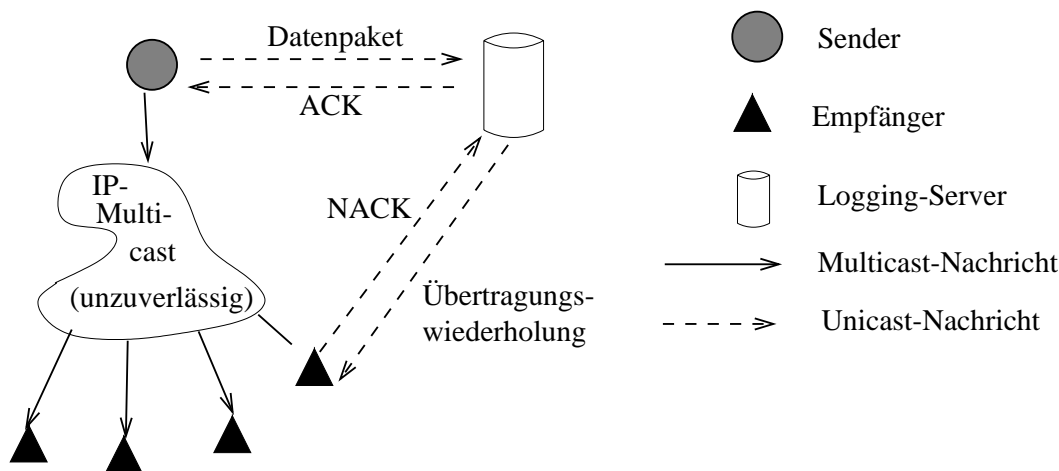 Datenpaket
ACK
IP-
Multi-
cast
(unzuverlässig)
NACK
Übertragungs-
wiederholung
Sender
Empfänger
Logging-Server
Multicast-Nachricht
Unicast-Nachricht